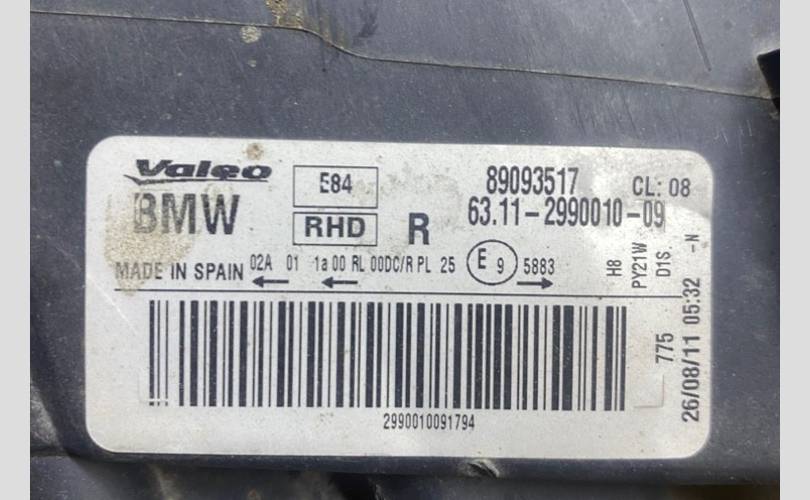 Valeo E84 89093517 CL: 08
BMW RHD R 63.11-2990010-09
MADE IN SPAIN 02A 01 1a 00 RL 00DC/R PL 25 E 9 5883
H8
PY21W
D1S.
-N
775
26/08/11 05:32
2990010091794